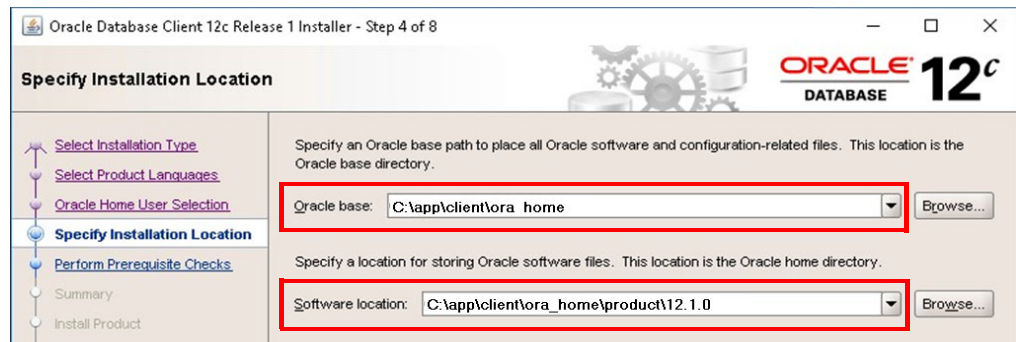 Oracle Database Client 12c Release 1 Installer - Step 4 of 8
Specify Installation Location
ORACLE
DATABASE
12c
Select Installation Type
Select Product Languages
Oracle Home User Selection
Specify Installation Location
Perform Prerequisite Checks
Summary
Install Product
Specify an Oracle base path to place all Oracle software and configuration-related files. This location is the
Oracle base directory.
Oracle base: C:\app\client\ora home Browse...
Specify a location for storing Oracle software files. This location is the Oracle home directory.
Software location: C:\app\client\ora_home\product\12.1.0 Browse...